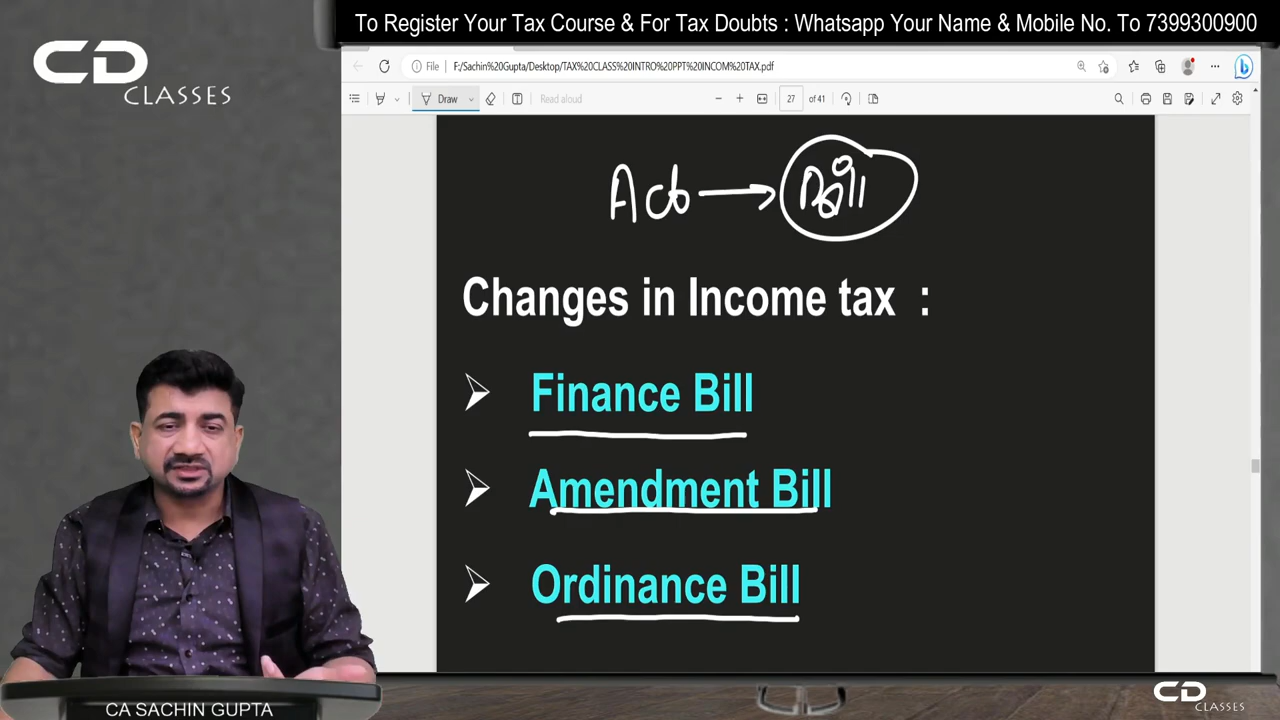 To Register Your Tax Course & For Tax Doubts : Whatsapp Your Name & Mobile No. To 7399300900
CD
CLASSES
File F:/Sachin%20Gupta/Desktop/TAX%20CLASS%20INTRO%20PPT%20INCOM%20TAX.pdf
Draw Read aloud 27 of 41
Act → Bill
Changes in Income tax :
Finance Bill
Amendment Bill
Ordinance Bill
CA SACHIN GUPTA
CD
CLASSES